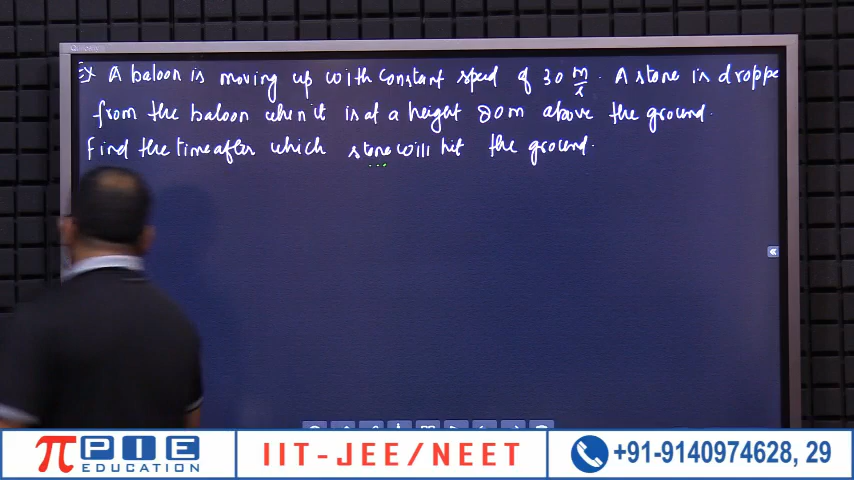 Ex A baloon is moving up with constant speed of 30 m/s. A stone is droppe
from the baloon when it is at a height 80m above the ground.
Find the time after which stone will hit the ground.
π PIE EDUCATION
IIT-JEE/NEET
+91-9140974628, 29